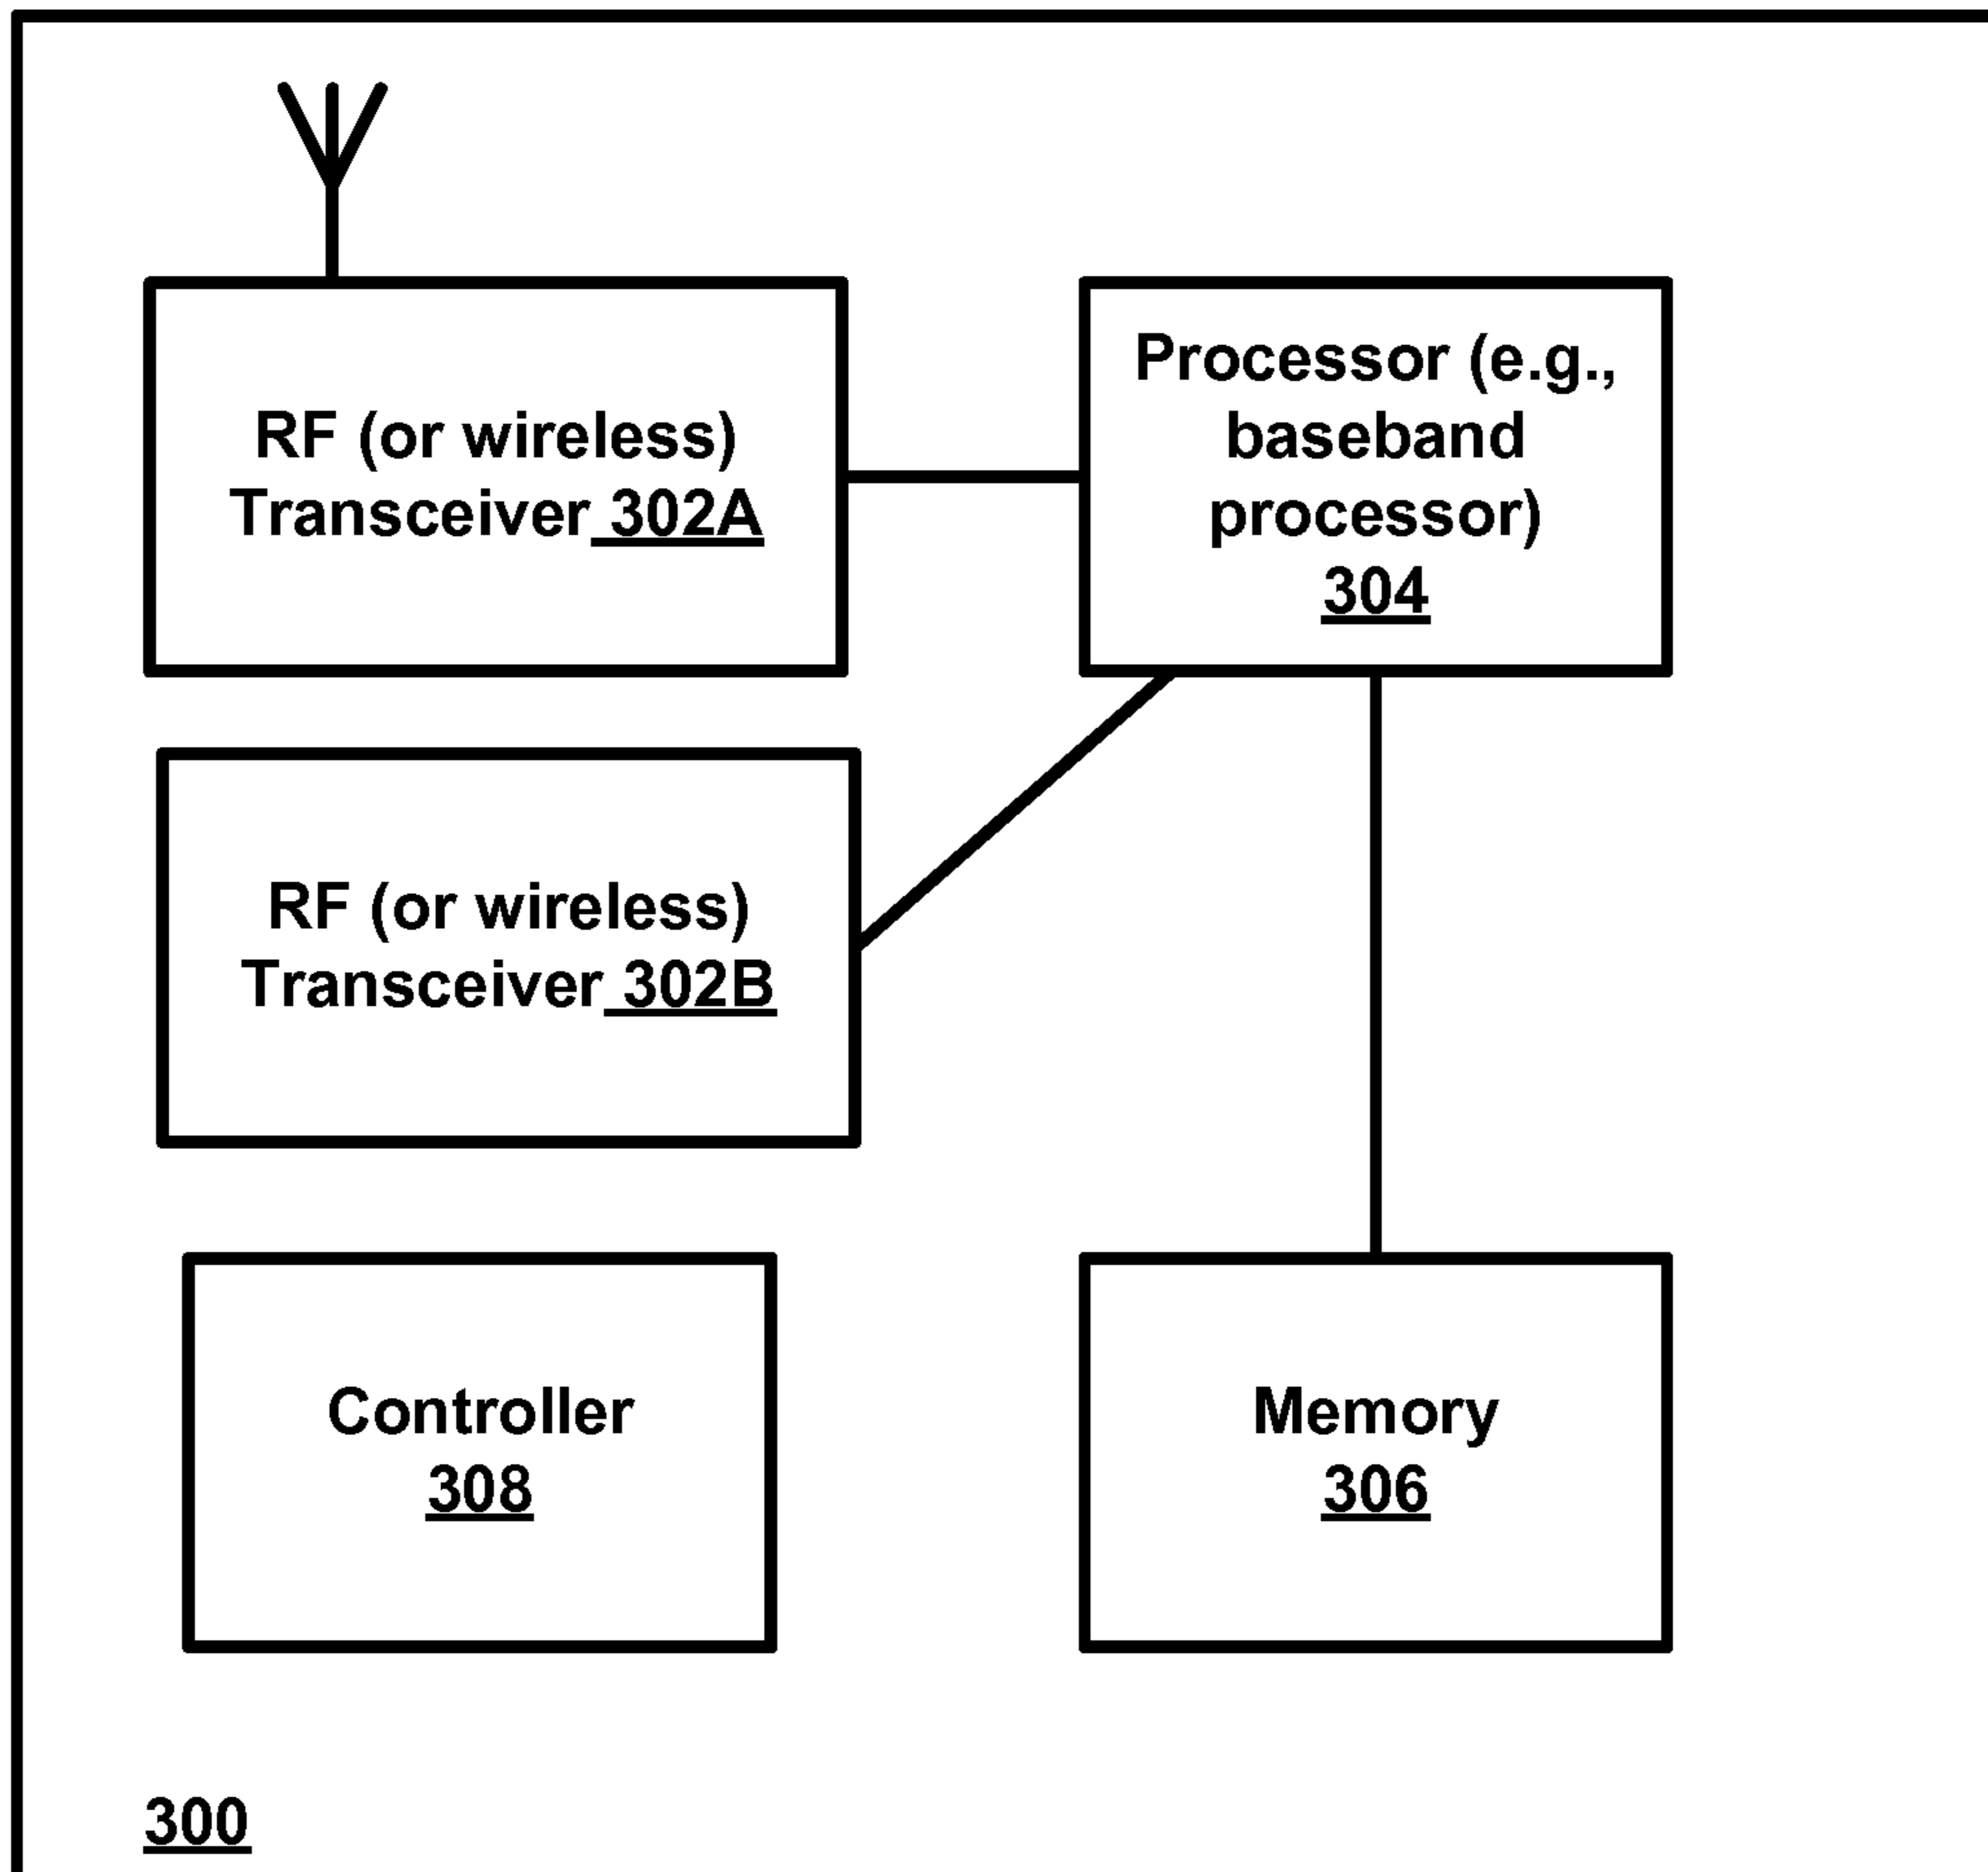 RF (or wireless)
Transceiver 302A
Processor (e.g.,
baseband
processor)
304
RF (or wireless)
Transceiver 302B
Controller
308
Memory
306
300